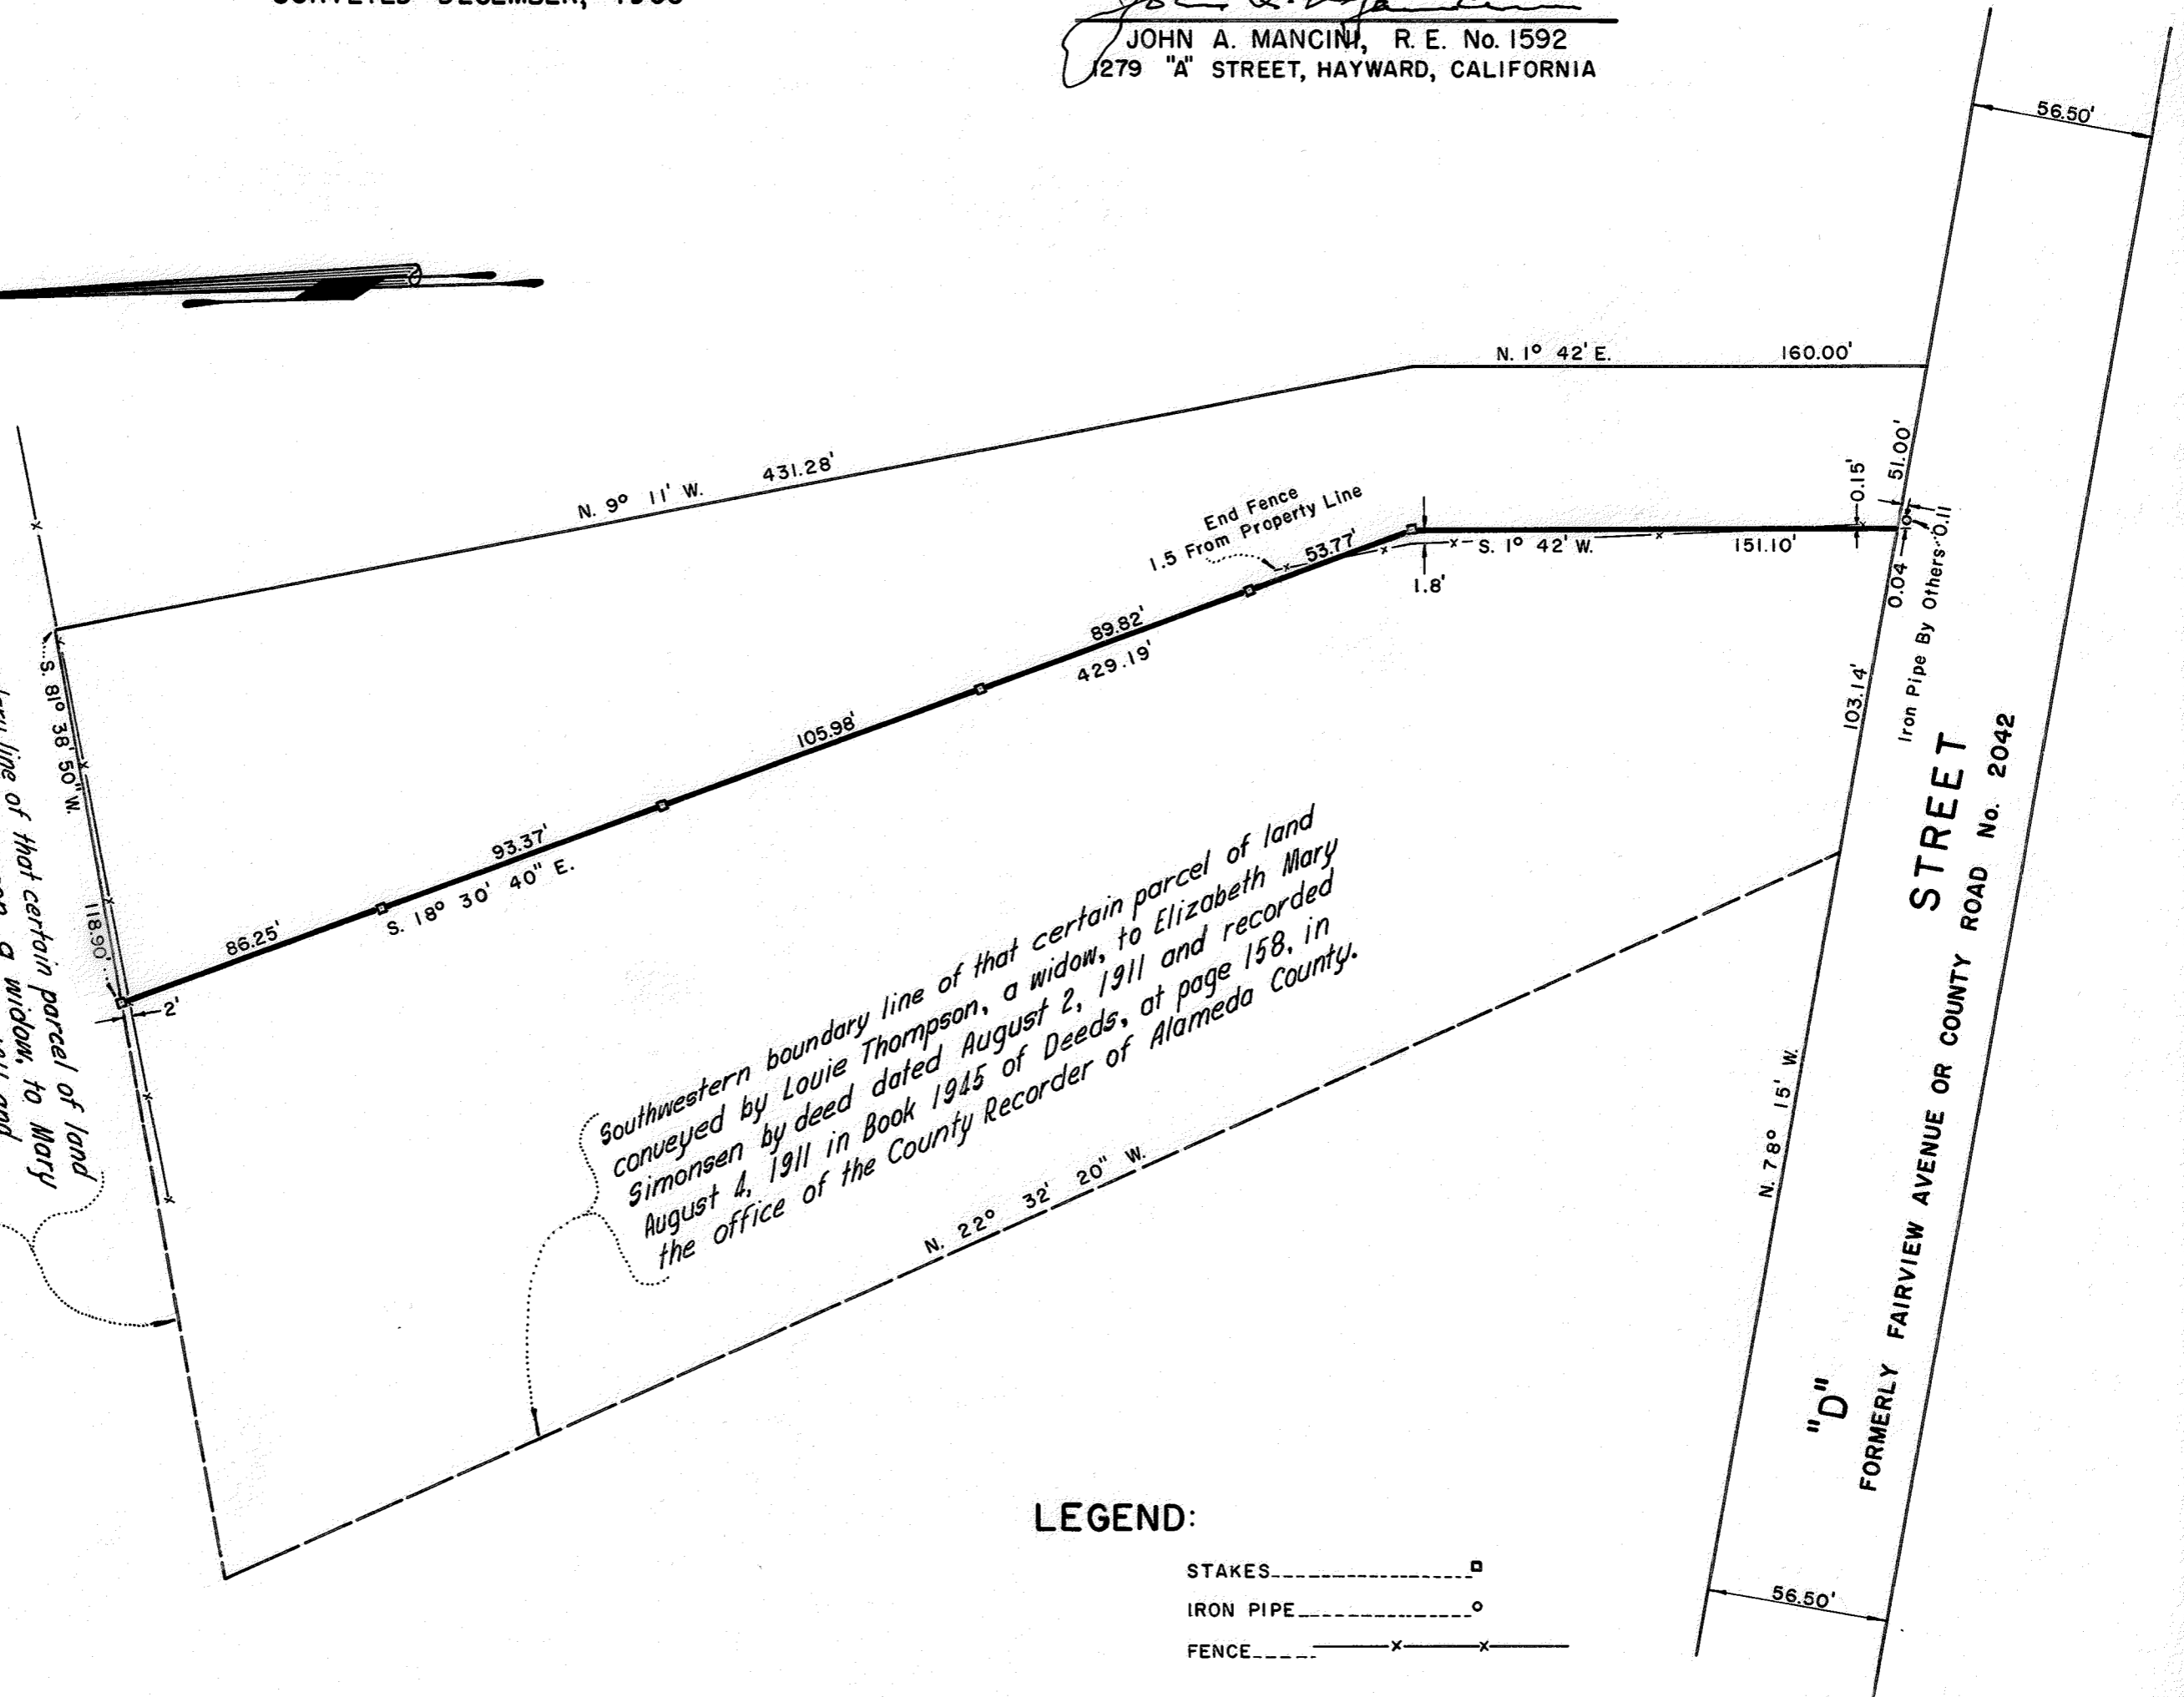 JOHN A. MANCINI, R. E. No. 1592
1279 "A" STREET, HAYWARD, CALIFORNIA
56.50'
N. 1° 42' E. 160.00'
N. 9° 11' W. 431.28'
51.00'
0.15'
0.11
0.04
Iron Pipe By Others
End Fence
1.5 From Property Line
53.77'
S. 1° 42' W. 151.10'
1.8'
89.82'
429.19'
105.98'
93.37'
S. 18° 30' 40" E.
86.25'
S. 81° 38' 50" W.
118.90'
2'
line of that certain parcel of land
a widow, to Mary
and
103.14'
Southwestern boundary line of that certain parcel of land
conveyed by Louie Thompson, a widow, to Elizabeth Mary
Simonsen by deed dated August 2, 1911 and recorded
August 4, 1911 in Book 1945 of Deeds, at page 158, in
the office of the County Recorder of Alameda County.
N. 22° 32' 20" W.
N. 78° 15' W.
"D" STREET
FORMERLY FAIRVIEW AVENUE OR COUNTY ROAD No. 2042
56.50'
LEGEND:
STAKES
IRON PIPE
FENCE